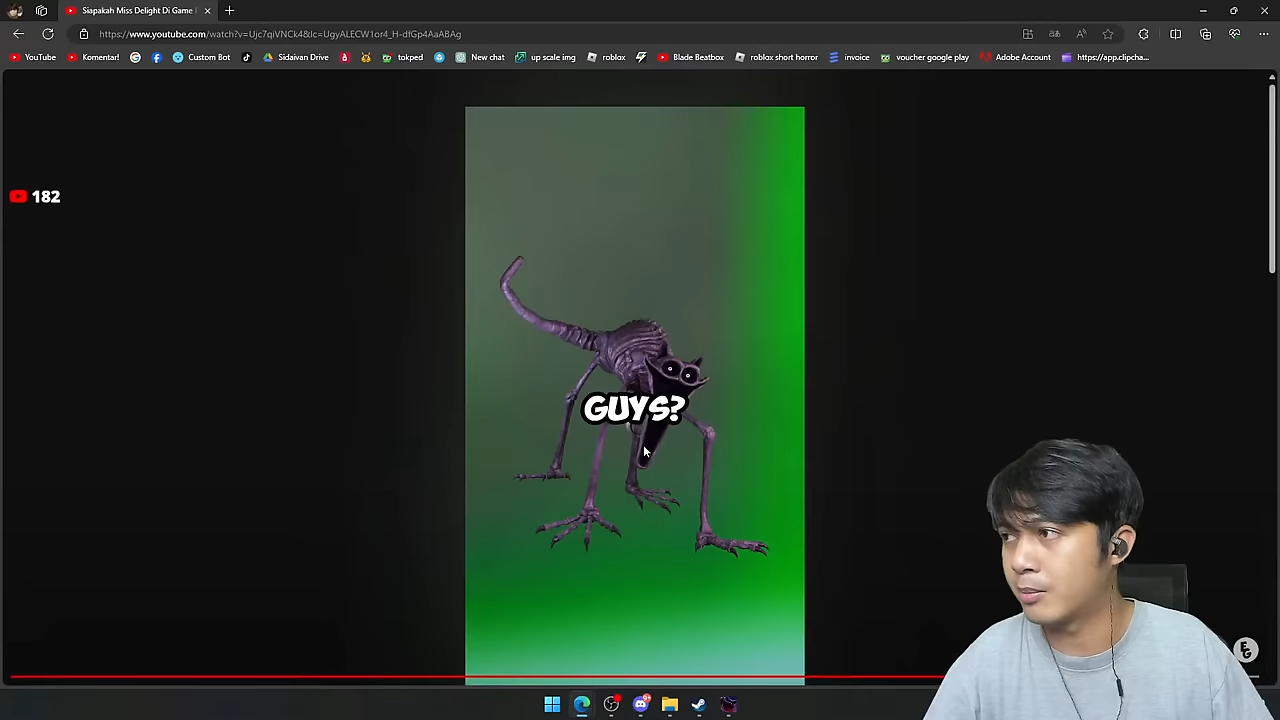 Siapakah Miss Delight Di Game
https://www.youtube.com/watch?v=Ujc7qiVNCk4&lc=UgyALECW1or4_H-dfGp4AaABAg
YouTube Komentar! Custom Bot Sidtvivan Drive tokped New chat up scale img roblox Blade Beatbox roblox short horror invoice voucher google play Adobe Account https://app.clipcha...
182
GUYS?